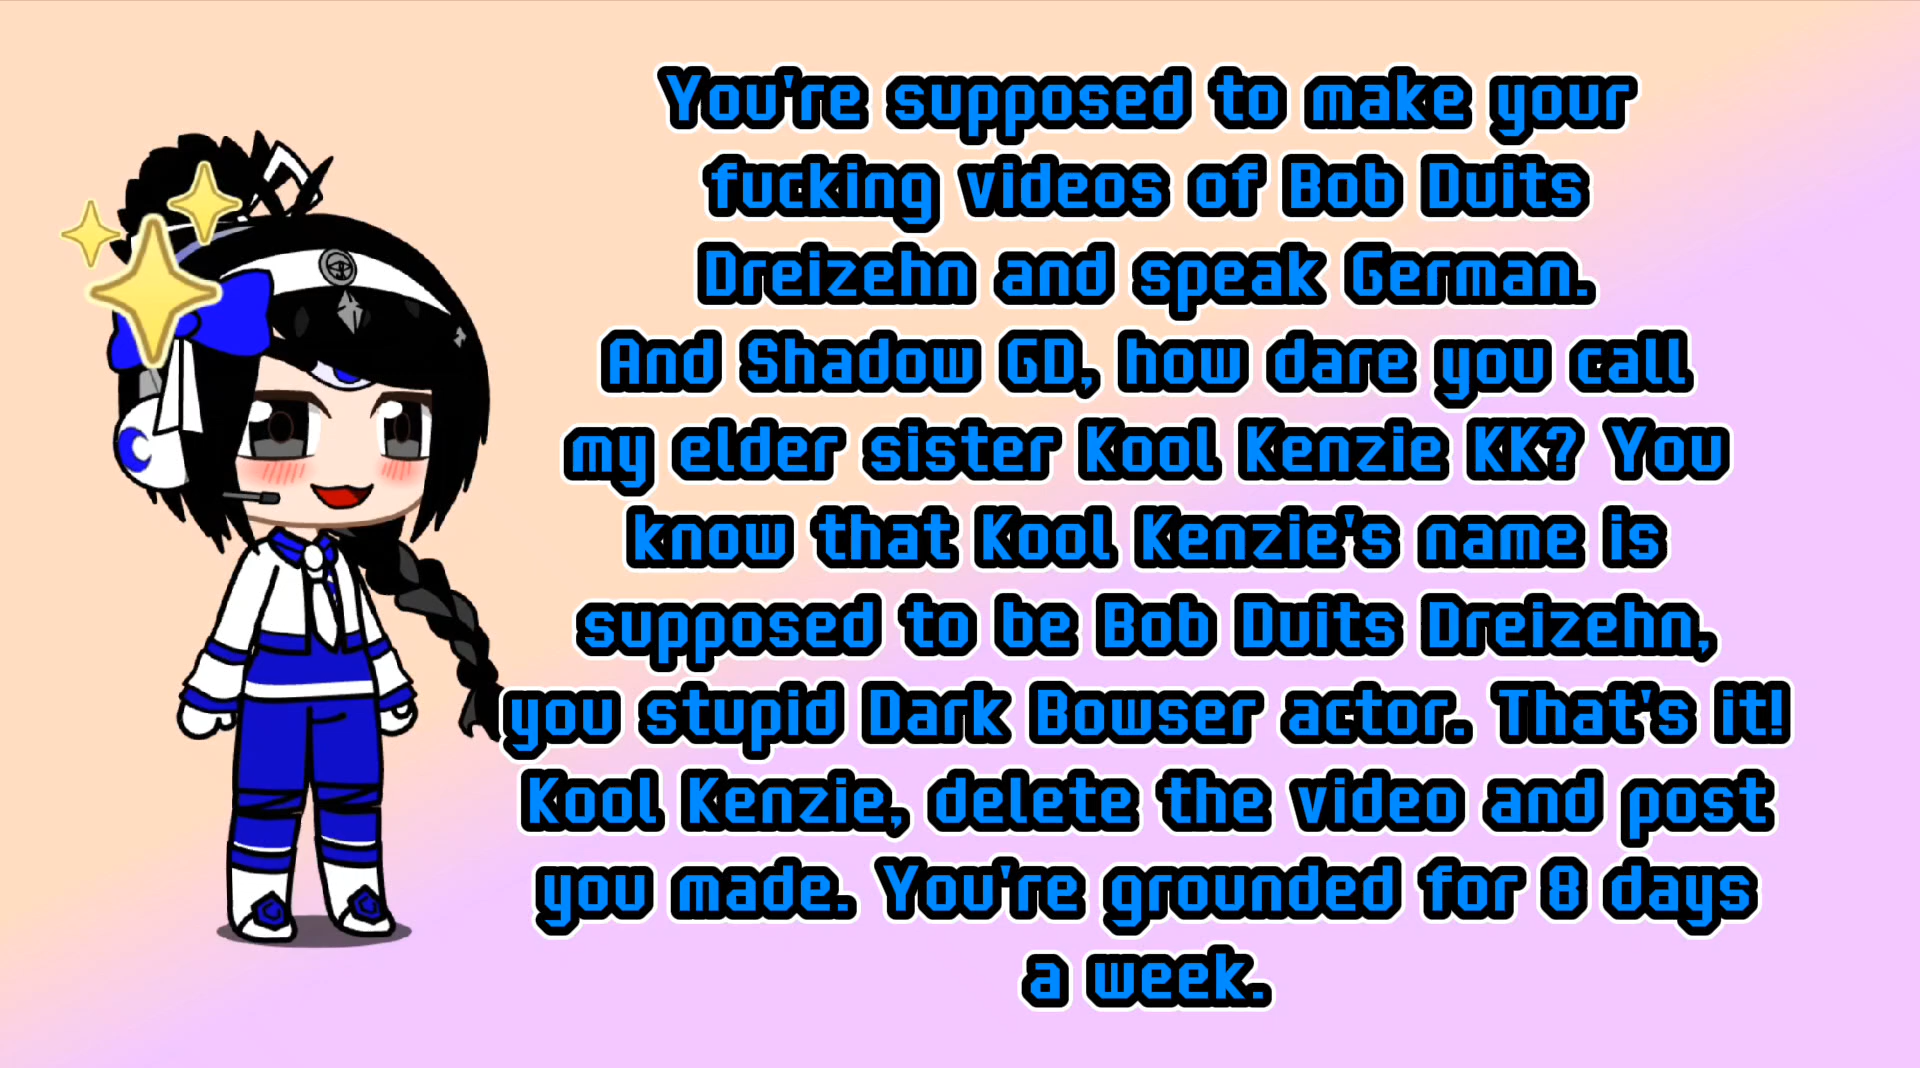 You're supposed to make your
fucking videos of Bob Duits
Dreizehn and speak German.
And Shadow GD, how dare you call
my elder sister Kool Kenzie KK? You
know that Kool Kenzie's name is
supposed to be Bob Duits Dreizehn,
you stupid Dark Bowser actor. That's it!
Kool Kenzie, delete the video and post
you made. You're grounded for 8 days
a week.